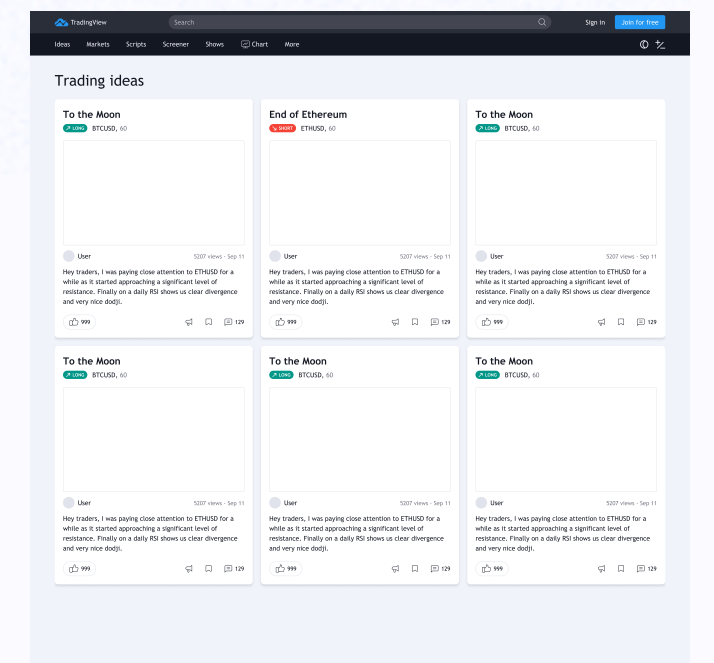 TradingView Search Sign in Join for free
Ideas Markets Scripts Screener Shows Chart More
Trading ideas
To the Moon
LONG BTCUSD, 60
User 5207 views - Sep 11
Hey traders, I was paying close attention to ETHUSD for a
while as it started approaching a significant level of
resistance. Finally on a daily RSI shows us clear divergence
and very nice dodji.
999 129
End of Ethereum
SHORT ETHUSD, 60
User 5207 views - Sep 11
Hey traders, I was paying close attention to ETHUSD for a
while as it started approaching a significant level of
resistance. Finally on a daily RSI shows us clear divergence
and very nice dodji.
999 129
To the Moon
LONG BTCUSD, 60
User 5207 views - Sep 11
Hey traders, I was paying close attention to ETHUSD for a
while as it started approaching a significant level of
resistance. Finally on a daily RSI shows us clear divergence
and very nice dodji.
999 129
To the Moon
LONG BTCUSD, 60
User 5207 views - Sep 11
Hey traders, I was paying close attention to ETHUSD for a
while as it started approaching a significant level of
resistance. Finally on a daily RSI shows us clear divergence
and very nice dodji.
999 129
To the Moon
LONG BTCUSD, 60
User 5207 views - Sep 11
Hey traders, I was paying close attention to ETHUSD for a
while as it started approaching a significant level of
resistance. Finally on a daily RSI shows us clear divergence
and very nice dodji.
999 129
To the Moon
LONG BTCUSD, 60
User 5207 views - Sep 11
Hey traders, I was paying close attention to ETHUSD for a
while as it started approaching a significant level of
resistance. Finally on a daily RSI shows us clear divergence
and very nice dodji.
999 129